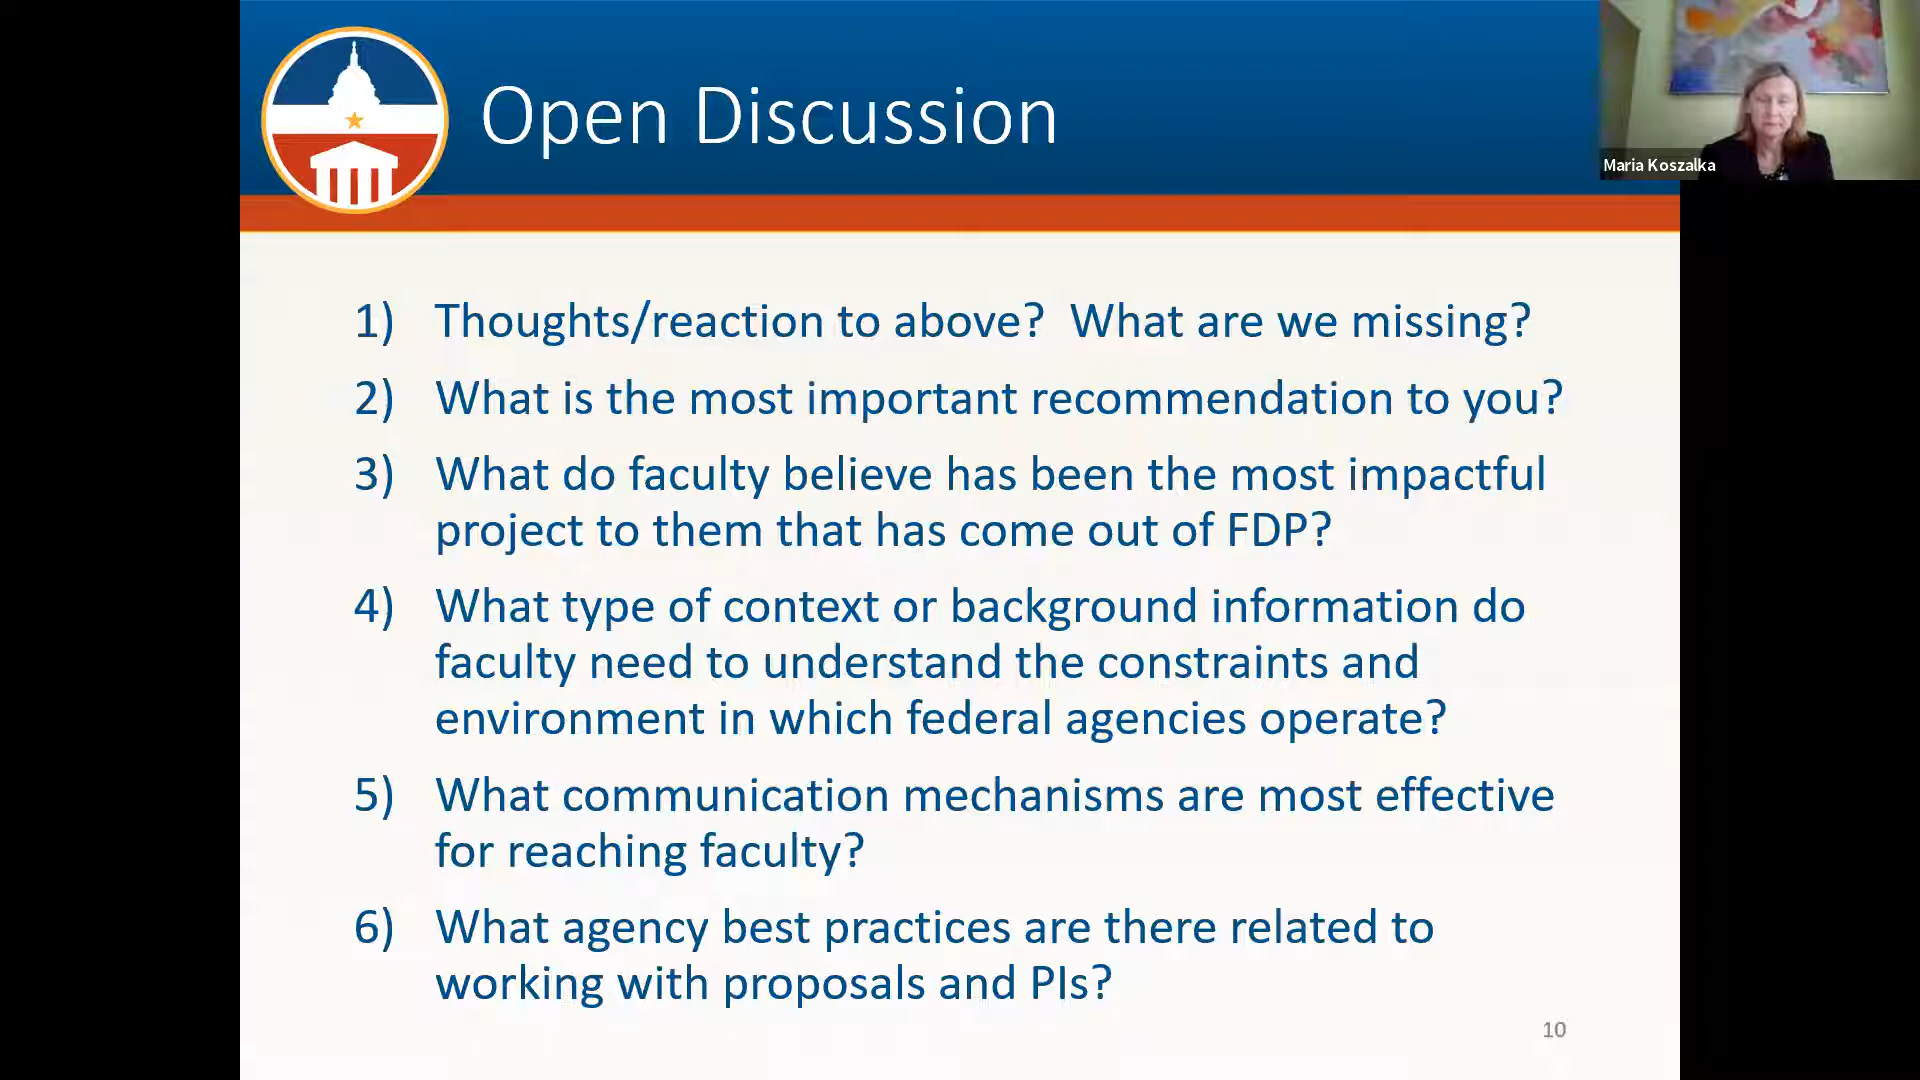 Open Discussion
Maria Koszalka
1) Thoughts/reaction to above?  What are we missing?
2) What is the most important recommendation to you?
3) What do faculty believe has been the most impactful
project to them that has come out of FDP?
4) What type of context or background information do
faculty need to understand the constraints and
environment in which federal agencies operate?
5) What communication mechanisms are most effective
for reaching faculty?
6) What agency best practices are there related to
working with proposals and PIs?
10